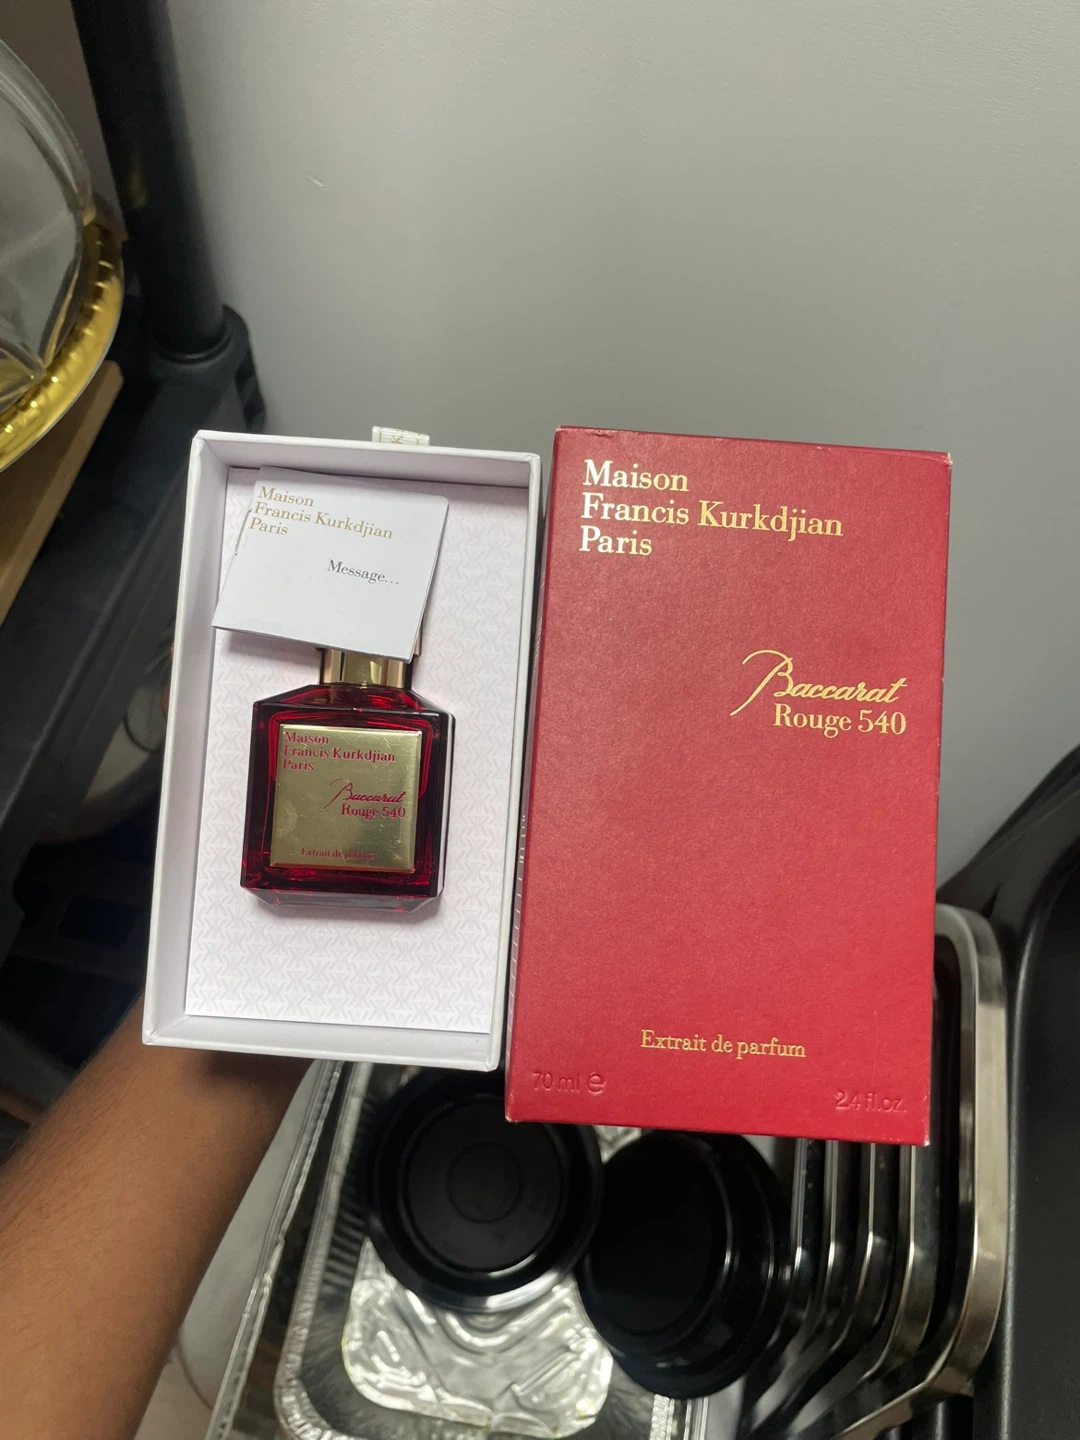 Maison
Francis Kurkdjian
Paris
Message...
Maison
Francis Kurkdjian
Paris
Baccarat
Rouge 540
Extrait de parfum
Maison
Francis Kurkdjian
Paris
Baccarat
Rouge 540
Extrait de parfum
70 ml e
2.4 fl.oz.